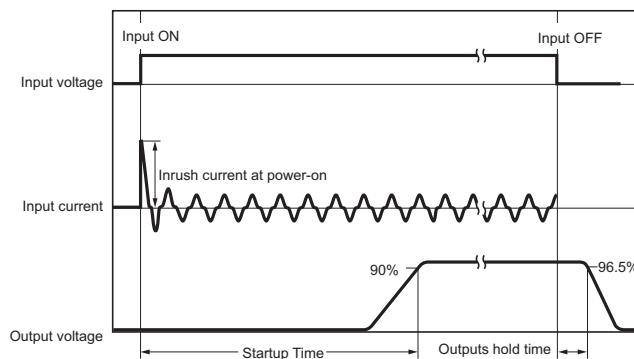 Input ON
Input OFF
Input voltage
Inrush current at power-on
Input current
90%
96.5%
Output voltage
Startup Time
Outputs hold time